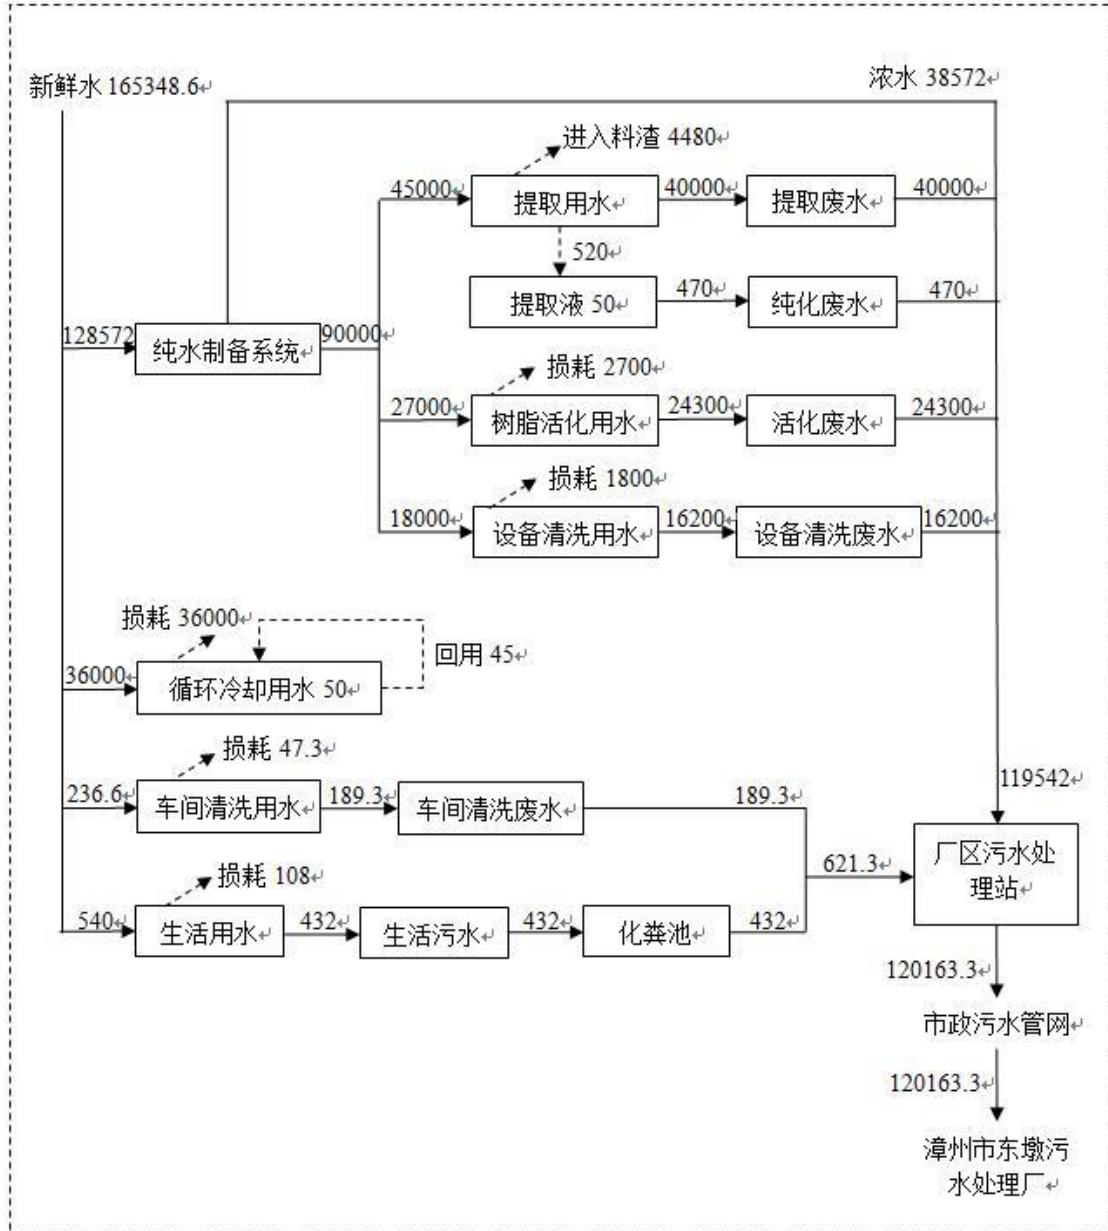 新鲜水 165348.6
浓水 38572
进入料渣 4480
45000
提取用水
40000
提取废水
40000
520
提取液 50
470
纯化废水
470
128572
纯水制备系统
90000
损耗 2700
27000
树脂活化用水
24300
活化废水
24300
损耗 1800
18000
设备清洗用水
16200
设备清洗废水
16200
损耗 36000
回用 45
36000
循环冷却用水 50
损耗 47.3
236.6
车间清洗用水
189.3
车间清洗废水
189.3
119542
厂区污水处
理站
621.3
损耗 108
540
生活用水
432
生活污水
432
化粪池
432
120163.3
市政污水管网
120163.3
漳州市东墩污
水处理厂